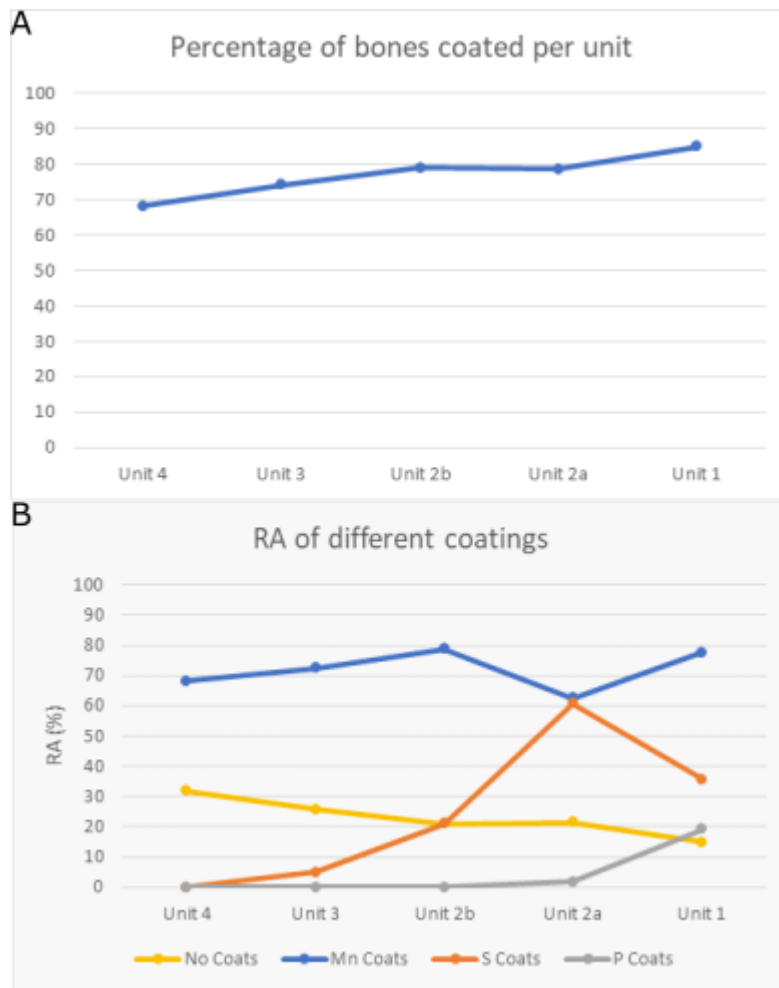 A
Percentage of bones coated per unit
100
90
80
70
60
50
40
30
20
10
0
Unit 4 Unit 3 Unit 2b Unit 2a Unit 1
B
RA of different coatings
RA (%)
100
90
80
70
60
50
40
30
20
10
0
Unit 4 Unit 3 Unit 2b Unit 2a Unit 1
No Coats Mn Coats S Coats P Coats